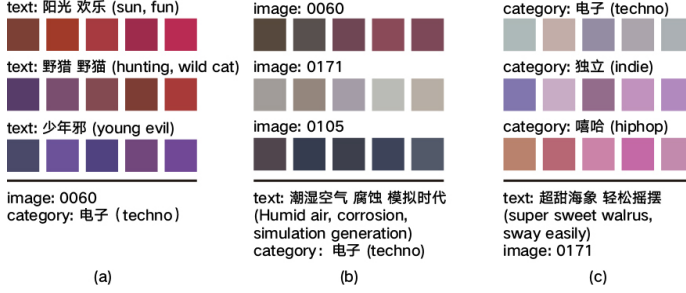 text: 阳光 欢乐 (sun, fun)
text: 野猎 野猫 (hunting, wild cat)
text: 少年邪 (young evil)
image: 0060
category: 电子 (techno)
(a)
image: 0060
image: 0171
image: 0105
text: 潮湿空气 腐蚀 模拟时代
(Humid air, corrosion,
simulation generation)
category: 电子 (techno)
(b)
category: 电子 (techno)
category: 独立 (indie)
category: 嘻哈 (hiphop)
text: 超甜海象 轻松摇摆
(super sweet walrus,
sway easily)
image: 0171
(c)